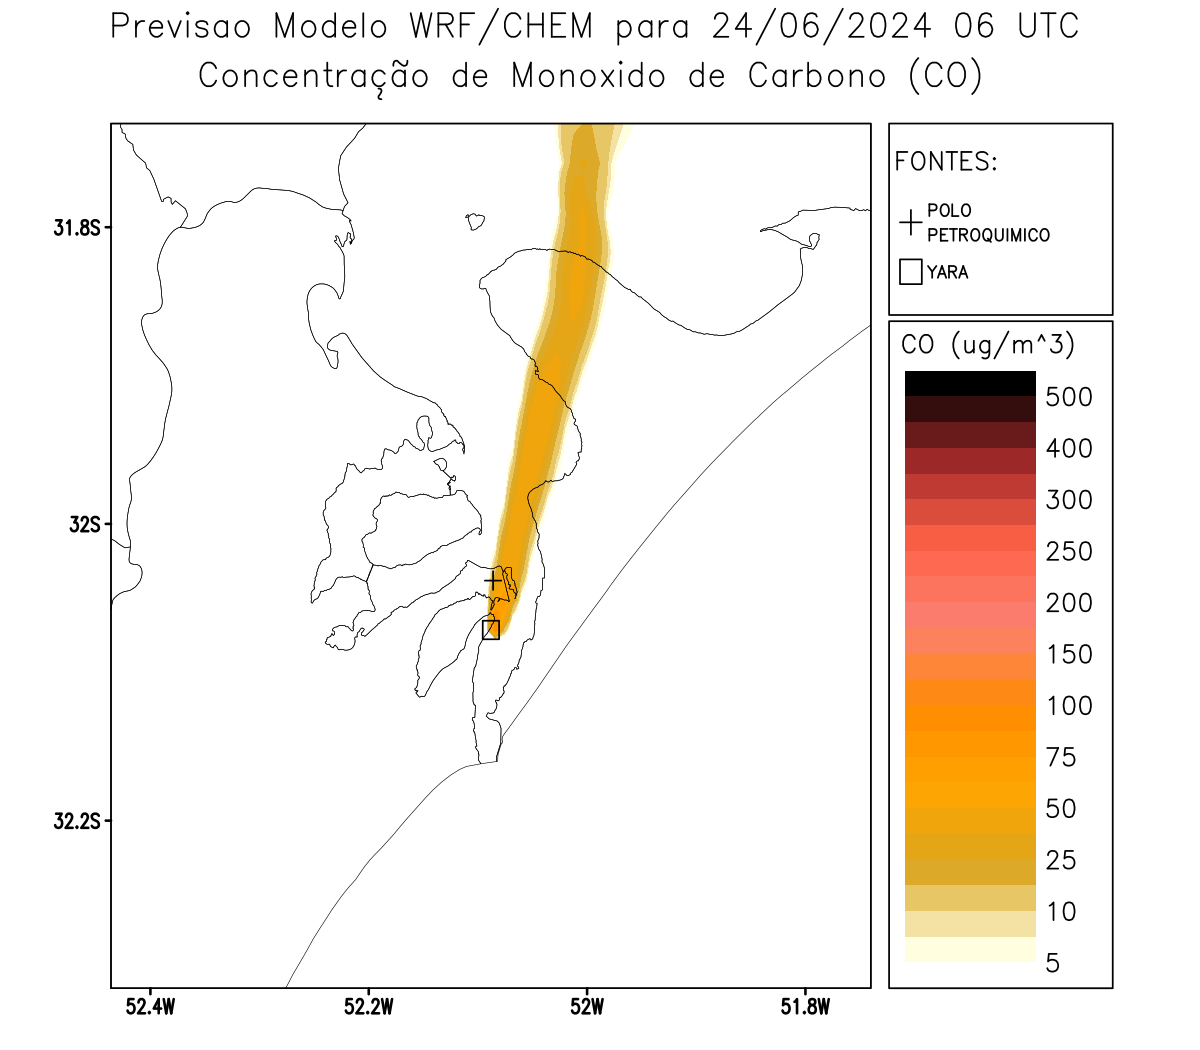 Previsao Modelo WRF/CHEM para 24/06/2024 06 UTC
Concentração de Monoxido de Carbono (CO)
FONTES:
POLO
PETROQUIMICO
YARA
CO (ug/m^3)
500
400
300
250
200
150
100
75
50
25
10
5
31.8S
32S
32.2S
52.4W
52.2W
52W
51.8W